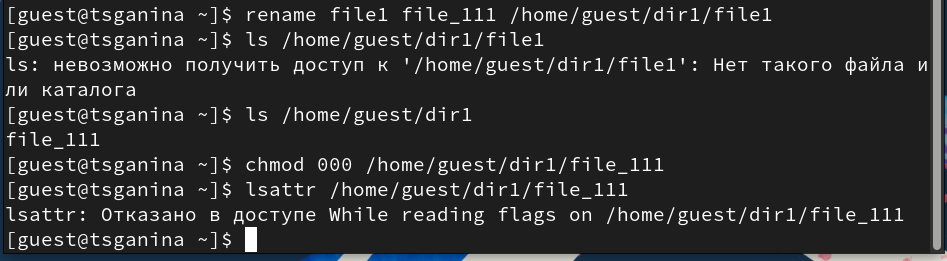 [guest@tsganina ~]$ rename file1 file_111 /home/guest/dir1/file1
[guest@tsganina ~]$ ls /home/guest/dir1/file1
ls: невозможно получить доступ к '/home/guest/dir1/file1': Нет такого файла и
ли каталога
[guest@tsganina ~]$ ls /home/guest/dir1
file_111
[guest@tsganina ~]$ chmod 000 /home/guest/dir1/file_111
[guest@tsganina ~]$ lsattr /home/guest/dir1/file_111
lsattr: Отказано в доступе While reading flags on /home/guest/dir1/file_111
[guest@tsganina ~]$